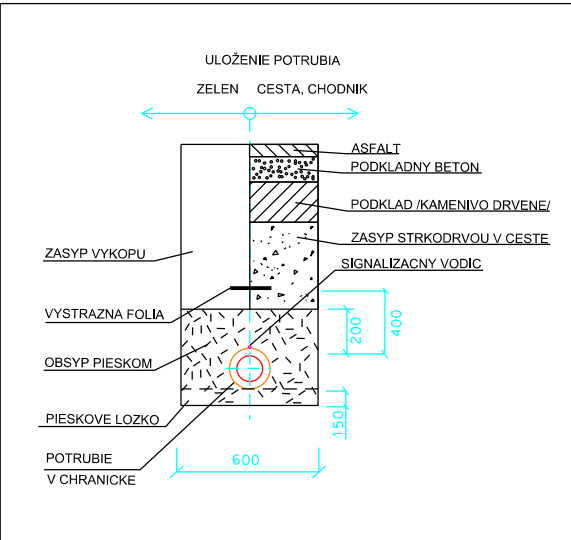 ULOŽENIE POTRUBIA
ZELEN CESTA, CHODNIK
ASFALT
PODKLADNY BETON
PODKLAD /KAMENIVO DRVENE/
ZASYP STRKODRVOU V CESTE
SIGNALIZACNY VODIC
ZASYP VYKOPU
VYSTRAZNA FOLIA
OBSYP PIESKOM
PIESKOVE LOZKO
POTRUBIE
V CHRANICKE
200
400
150
600